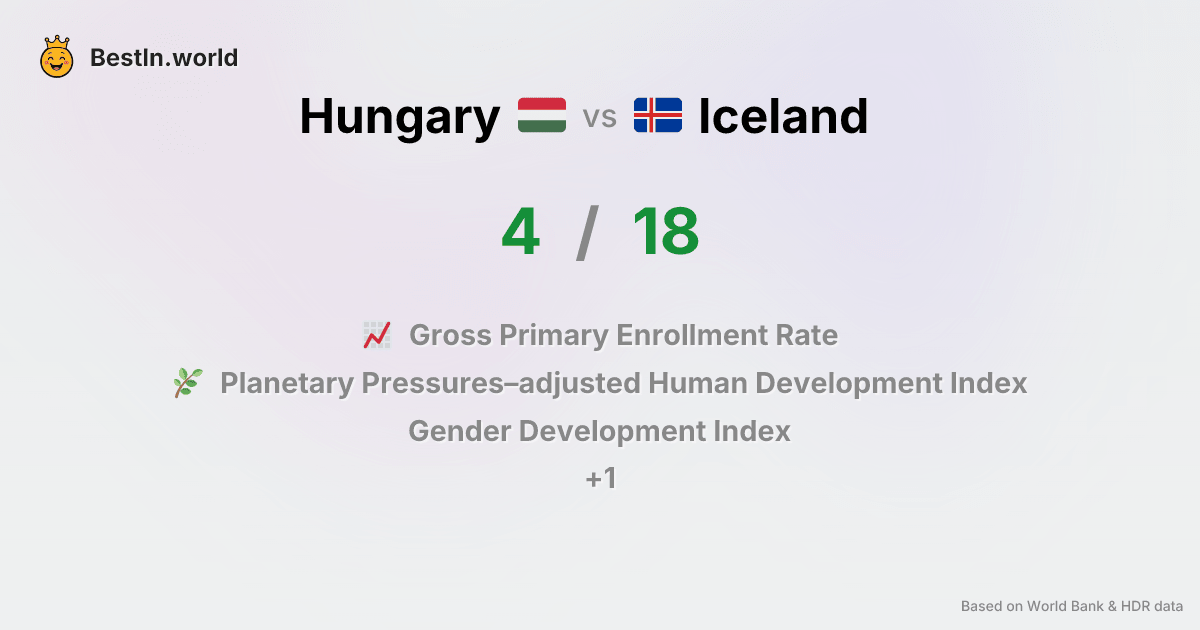 BestIn.world
Hungary vs Iceland
4 / 18
Gross Primary Enrollment Rate
Planetary Pressures–adjusted Human Development Index
Gender Development Index
+1
Based on World Bank & HDR data